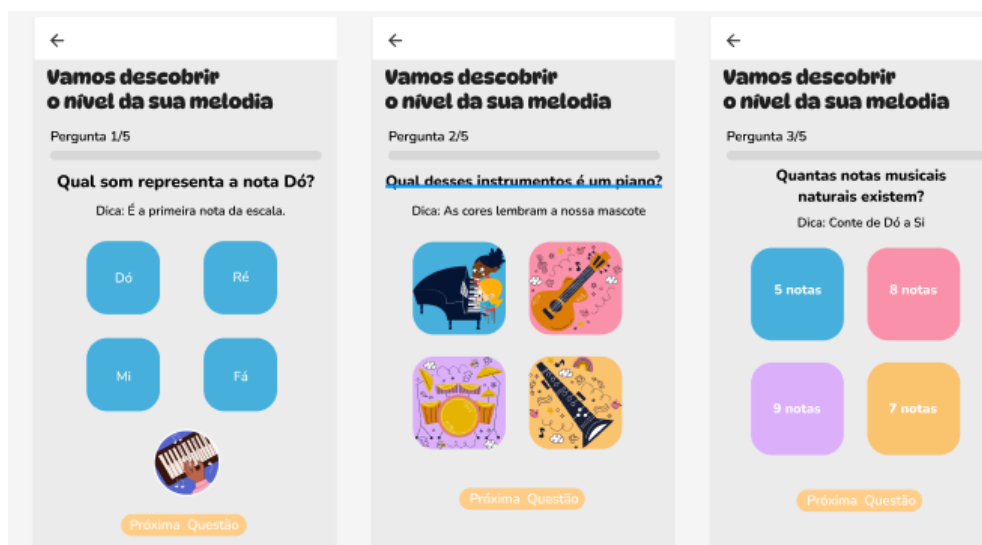 Vamos descobrir
o nível da sua melodia
Pergunta 1/5
Qual som representa a nota Dó?
Dica: É a primeira nota da escala.
Dó
Ré
Mi
Fá
Próxima Questão
Vamos descobrir
o nível da sua melodia
Pergunta 2/5
Qual desses instrumentos é um piano?
Dica: As cores lembram a nossa mascote
Próxima Questão
Vamos descobrir
o nível da sua melodia
Pergunta 3/5
Quantas notas musicais
naturais existem?
Dica: Conte de Dó a Si
5 notas
8 notas
9 notas
7 notas
Próxima Questão